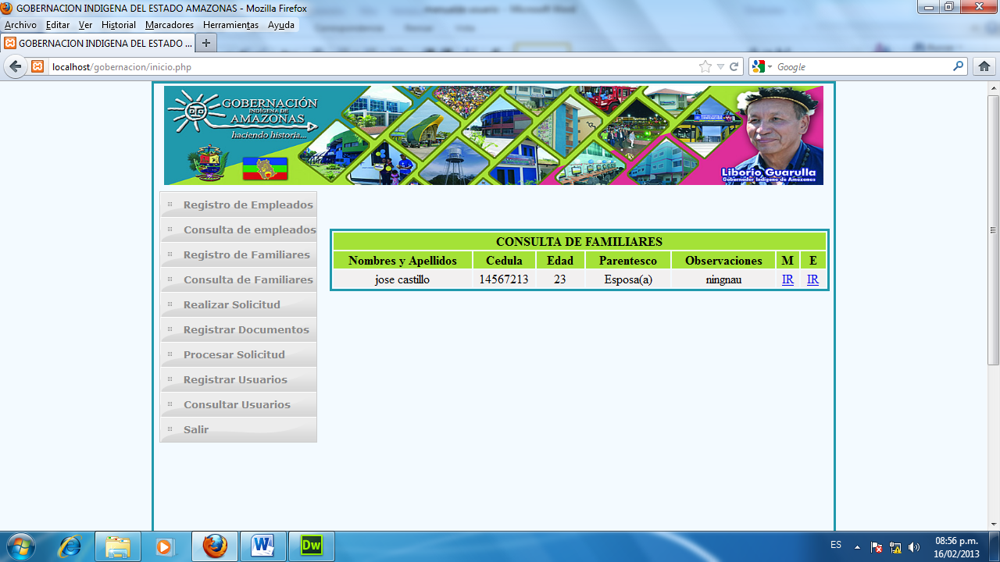 GOBERNACION INDIGENA DEL ESTADO AMAZONAS - Mozilla Firefox
Archivo Editar Ver Historial Marcadores Herramientas Ayuda
GOBERNACION INDIGENA DEL ESTADO ...
localhost/gobernacion/inicio.php
Google
GOBERNACIÓN
INDÍGENA DE
AMAZONAS
haciendo historia...
Liborio Guarulla
Gobernador Indígena de Amazonas
Registro de Empleados
Consulta de empleados
Registro de Familiares
Consulta de Familiares
Realizar Solicitud
Registrar Documentos
Procesar Solicitud
Registrar Usuarios
Consultar Usuarios
Salir
CONSULTA DE FAMILIARES
Nombres y Apellidos Cedula Edad Parentesco Observaciones M E
jose castillo 14567213 23 Esposa(a) ningnau IR IR
Dw
ES
08:56 p.m.
16/02/2013